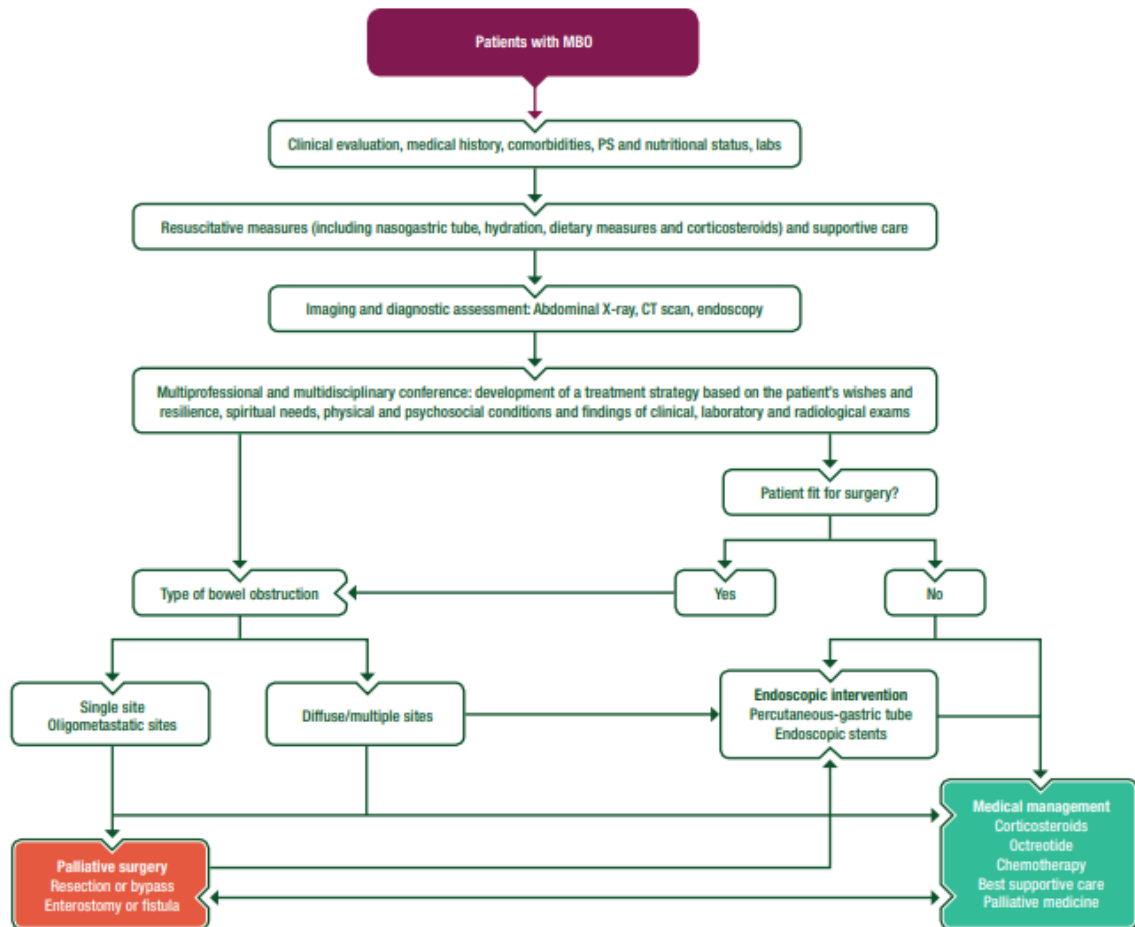 Patients with MBO
Clinical evaluation, medical history, comorbidities, PS and nutritional status, labs
Resuscitative measures (including nasogastric tube, hydration, dietary measures and corticosteroids) and supportive care
Imaging and diagnostic assessment: Abdominal X-ray, CT scan, endoscopy
Multiprofessional and multidisciplinary conference: development of a treatment strategy based on the patient's wishes and
resilience, spiritual needs, physical and psychosocial conditions and findings of clinical, laboratory and radiological exams
Patient fit for surgery?
Type of bowel obstruction
Yes
No
Single site
Oligometastatic sites
Diffuse/multiple sites
Endoscopic intervention
Percutaneous-gastric tube
Endoscopic stents
Palliative surgery
Resection or bypass
Enterostomy or fistula
Medical management
Corticosteroids
Octreotide
Chemotherapy
Best supportive care
Palliative medicine